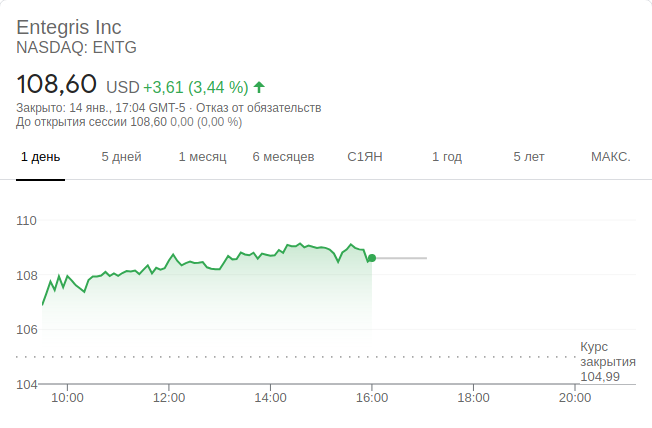 Entegris Inc
NASDAQ: ENTG
108,60 USD +3,61 (3,44 %)
Закрыто: 14 янв., 17:04 GMT-5 · Отказ от обязательств
До открытия сессии 108,60 0,00 (0,00 %)
1 день 5 дней 1 месяц 6 месяцев С1ЯН 1 год 5 лет МАКС.
110
108
106
Курс
закрытия
104,99
104
10:00 12:00 14:00 16:00 18:00 20:00